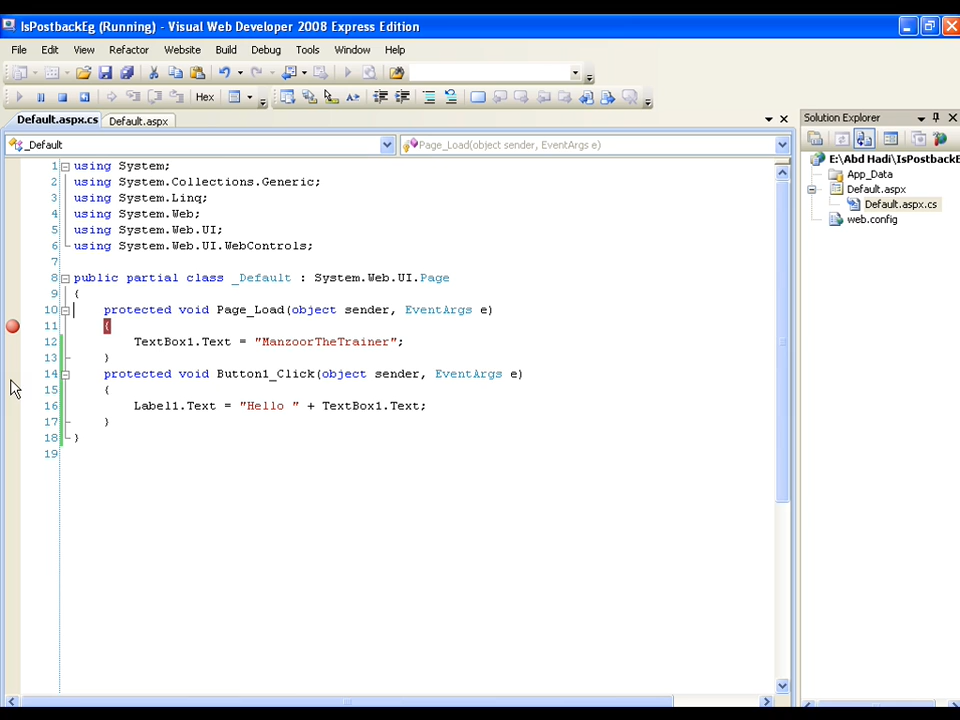 IsPostbackEg (Running) - Visual Web Developer 2008 Express Edition
File Edit View Refactor Website Build Debug Tools Window Help
Hex
Default.aspx.cs Default.aspx
_Default
Page_Load(object sender, EventArgs e)
1 using System;
2 using System.Collections.Generic;
3 using System.Linq;
4 using System.Web;
5 using System.Web.UI;
6 using System.Web.UI.WebControls;
7
8 public partial class _Default : System.Web.UI.Page
9 {
10 protected void Page_Load(object sender, EventArgs e)
11 {
12 TextBox1.Text = "ManzoorTheTrainer";
13 }
14 protected void Button1_Click(object sender, EventArgs e)
15 {
16 Label1.Text = "Hello " + TextBox1.Text;
17 }
18 }
19
Solution Explorer
E:\Abd Hadi\IsPostbackE
App_Data
Default.aspx
Default.aspx.cs
web.config